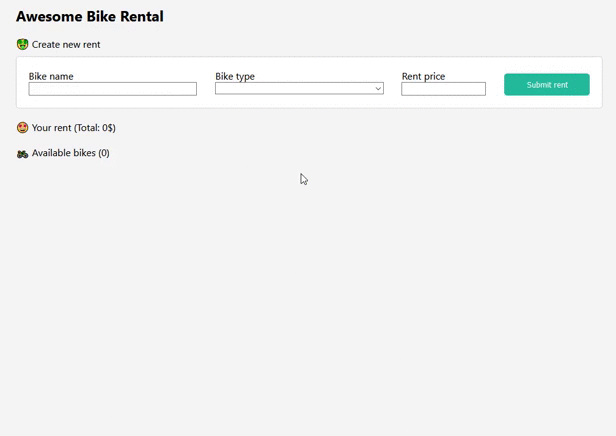 Awesome Bike Rental
🤑 Create new rent
Bike name Bike type Rent price
Submit rent
🤩 Your rent (Total: 0$)
🚲 Available bikes (0)